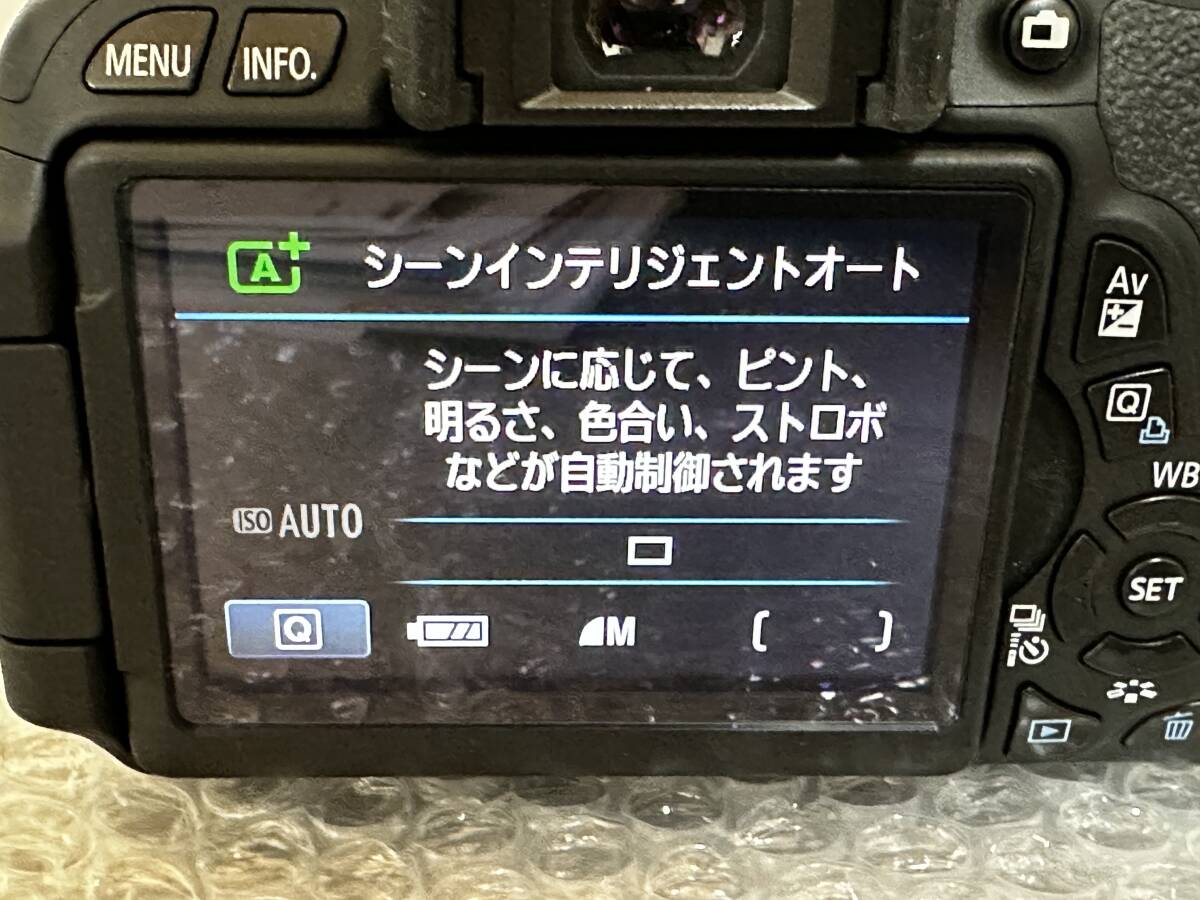 MENU INFO.
A+ シーンインテリジェントオート
シーンに応じて、ピント、
明るさ、色合い、ストロボ
などが自動制御されます
ISO AUTO
Q M [ ]
Av
Q
WB
SET